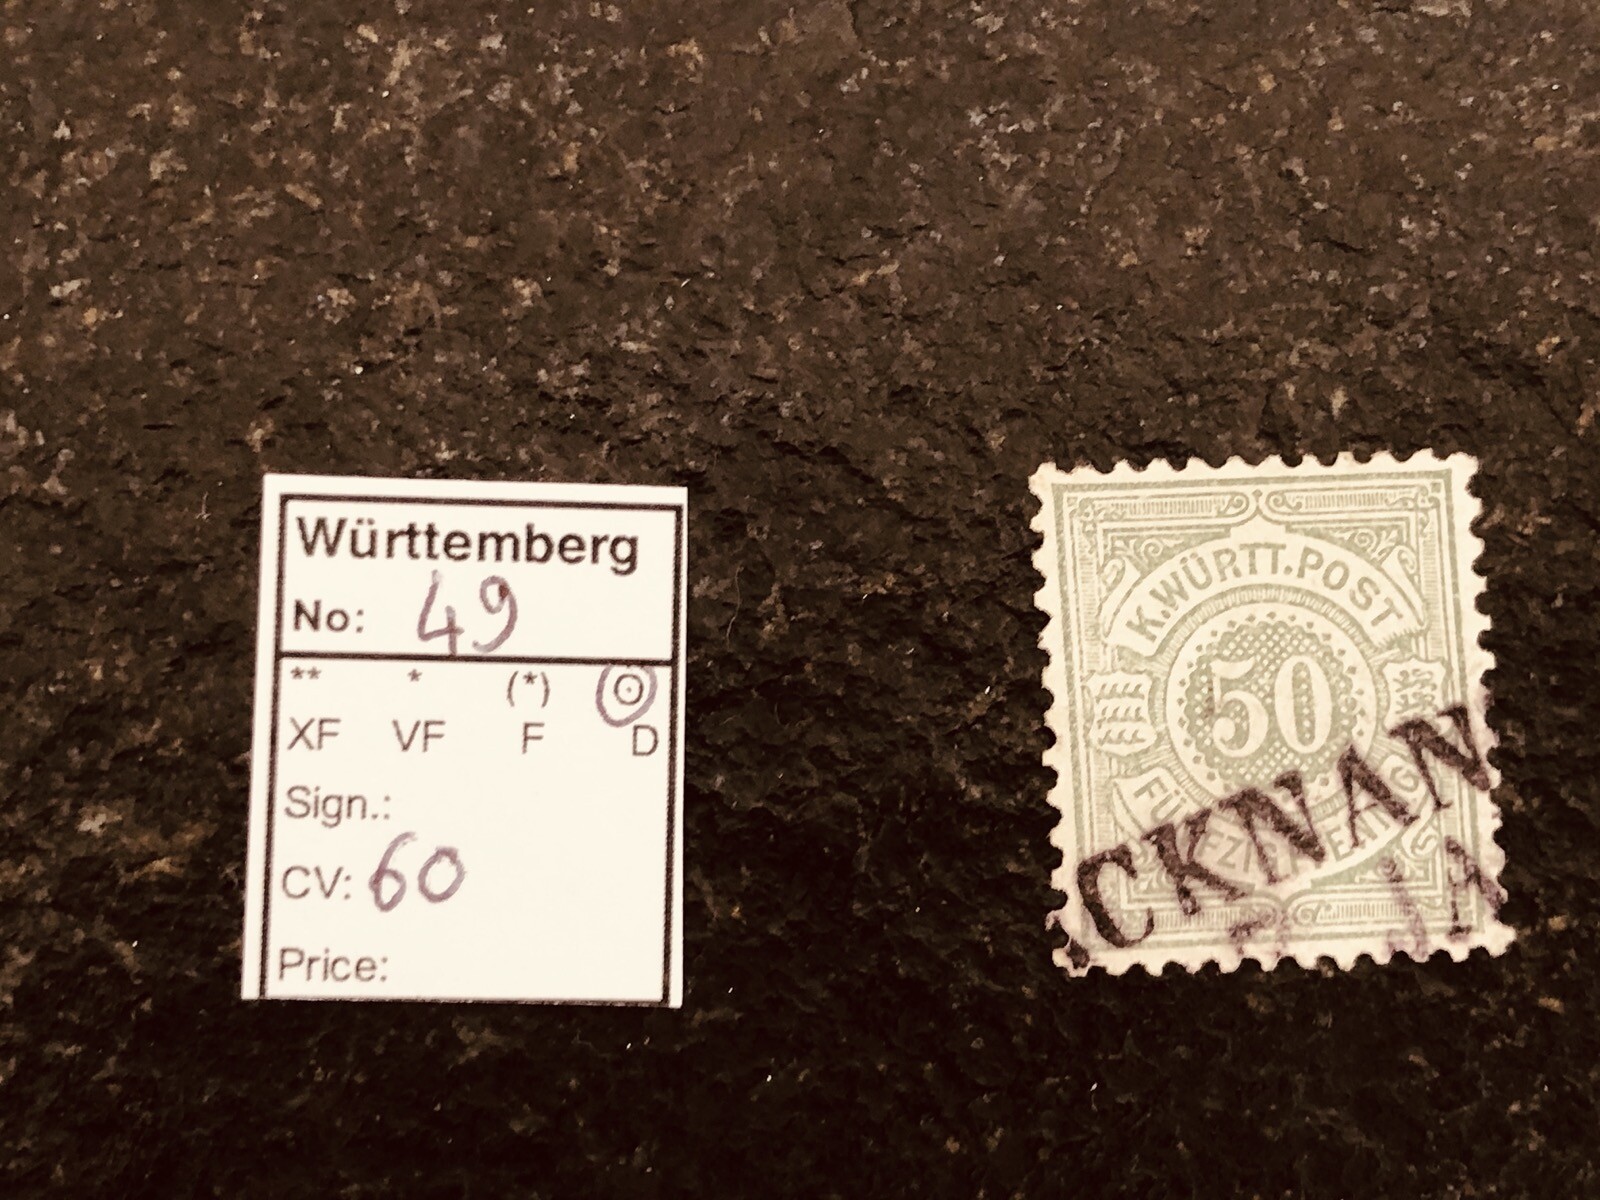 Württemberg
No: 49
** * (*) ⊙
XF VF F D
Sign.:
CV: 60
Price:
K.WÜRTT.POST
50
CKNAN